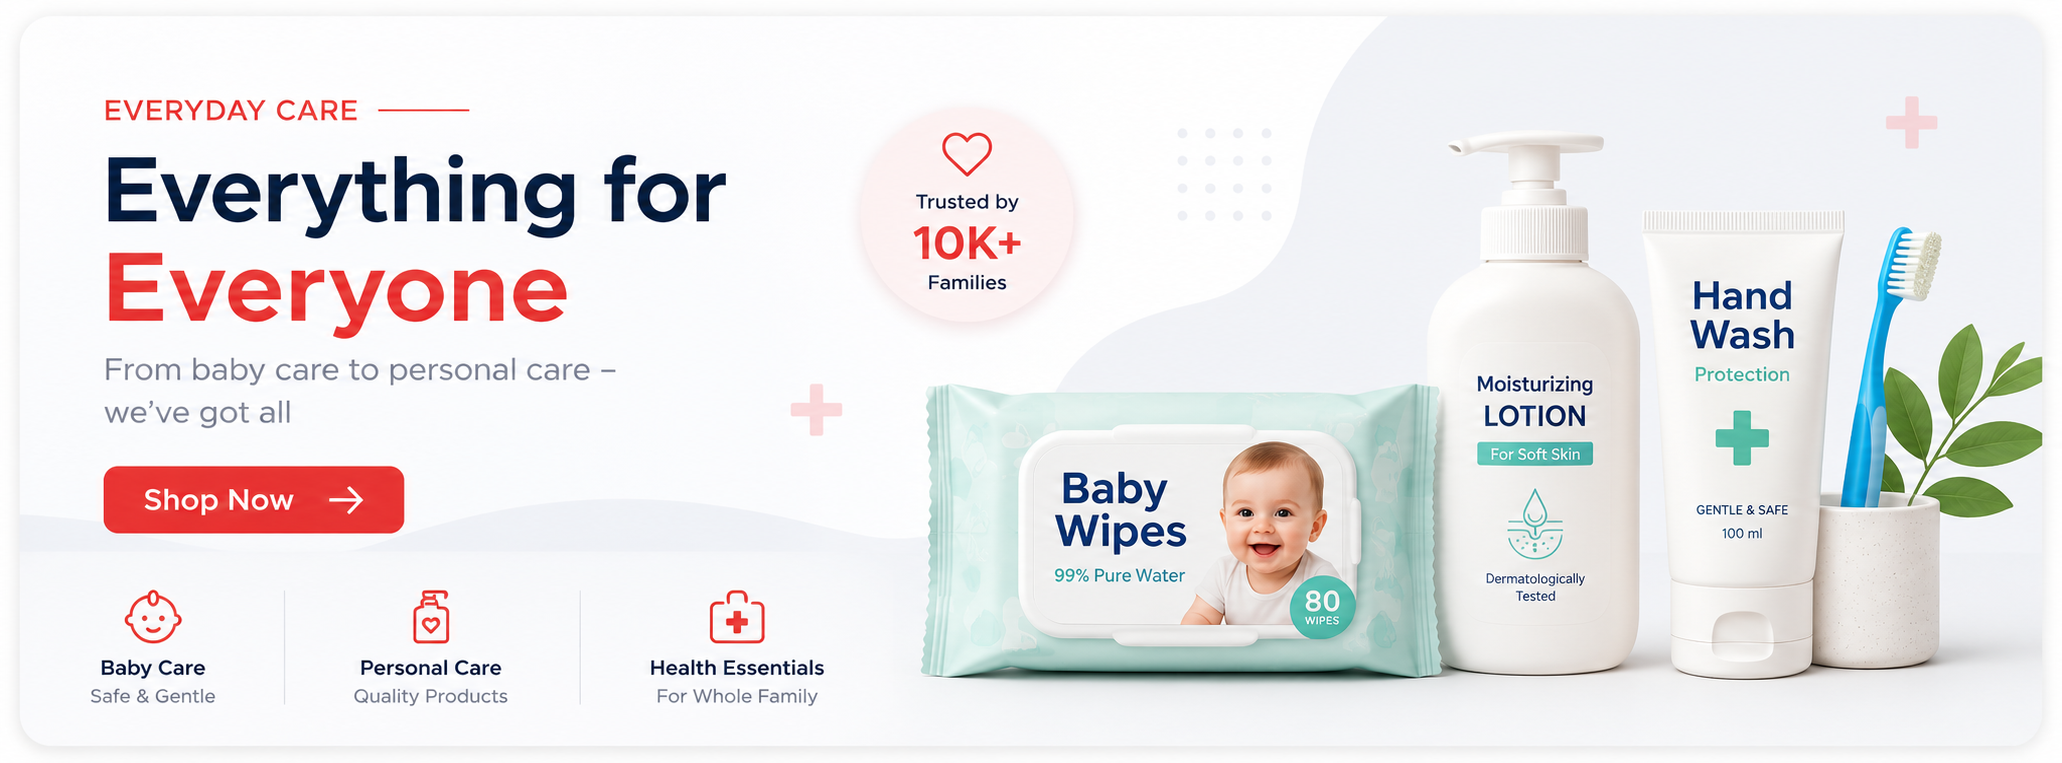 EVERYDAY CARE
Everything for
Everyone
From baby care to personal care –
we've got all
Shop Now
Baby Care
Safe & Gentle
Personal Care
Quality Products
Health Essentials
For Whole Family
Trusted by
10K+
Families
Baby
Wipes
99% Pure Water
80
WIPES
Moisturizing
LOTION
For Soft Skin
Dermatologically
Tested
Hand
Wash
Protection
GENTLE & SAFE
100 ml